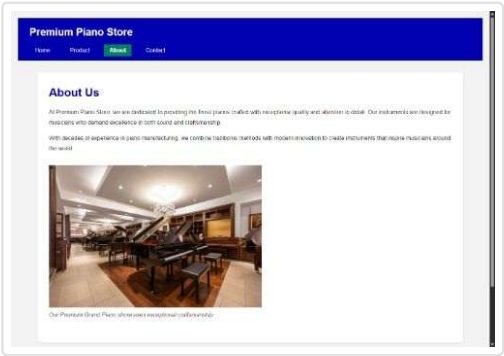 Premium Piano Store
Home Product About Contact
About Us
At Premium Piano Store, we are dedicated to providing the finest pianos crafted with exceptional quality and attention to detail. Our instruments are designed for
musicians who demand excellence in both sound and craftsmanship.
With decades of experience in piano manufacturing, we combine traditional methods with modern innovation to create instruments that inspire musicians around
the world.
Our Premium Grand Piano showcases exceptional craftsmanship